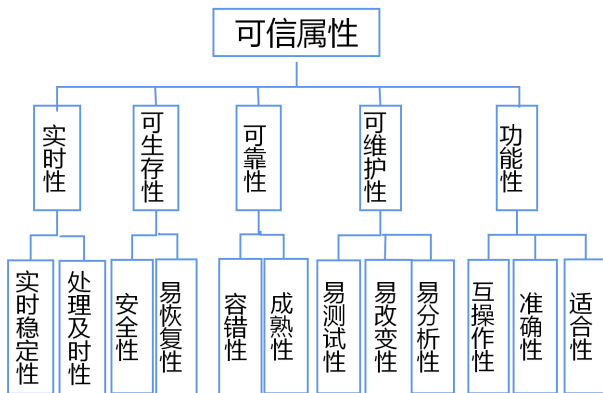 可信属性
实时性
可生存性
可靠性
可维护性
功能性
实时稳定性
处理及时性
安全性
易恢复性
容错性
成熟性
易测试性
易改变性
易分析性
互操作性
准确性
适合性